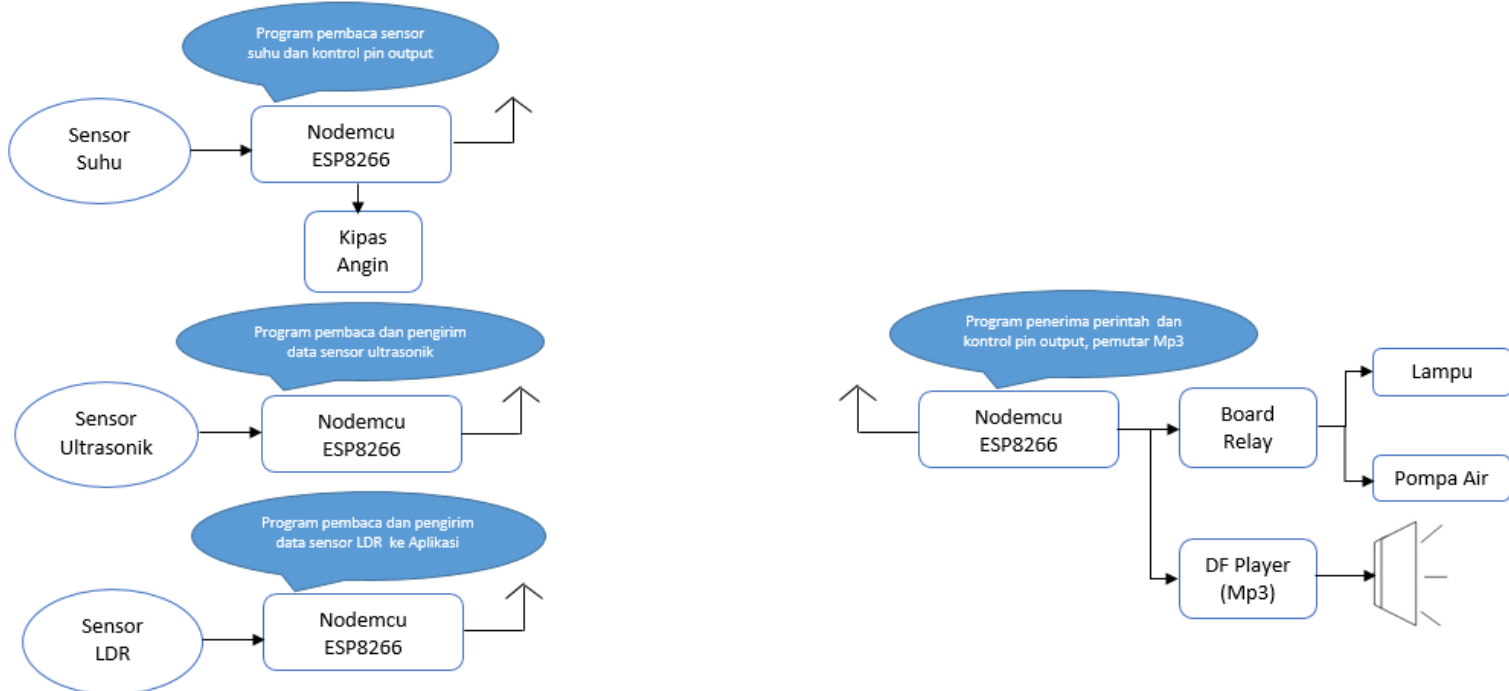 Program pembaca sensor
suhu dan kontrol pin output
Sensor
Suhu
Nodemcu
ESP8266
Kipas
Angin
Program pembaca dan pengirim
data sensor ultrasonik
Sensor
Ultrasonik
Nodemcu
ESP8266
Program pembaca dan pengirim
data sensor LDR ke Aplikasi
Sensor
LDR
Nodemcu
ESP8266
Program penerima perintah dan
kontrol pin output, pemutar Mp3
Nodemcu
ESP8266
Board
Relay
Lampu
Pompa Air
DF Player
(Mp3)